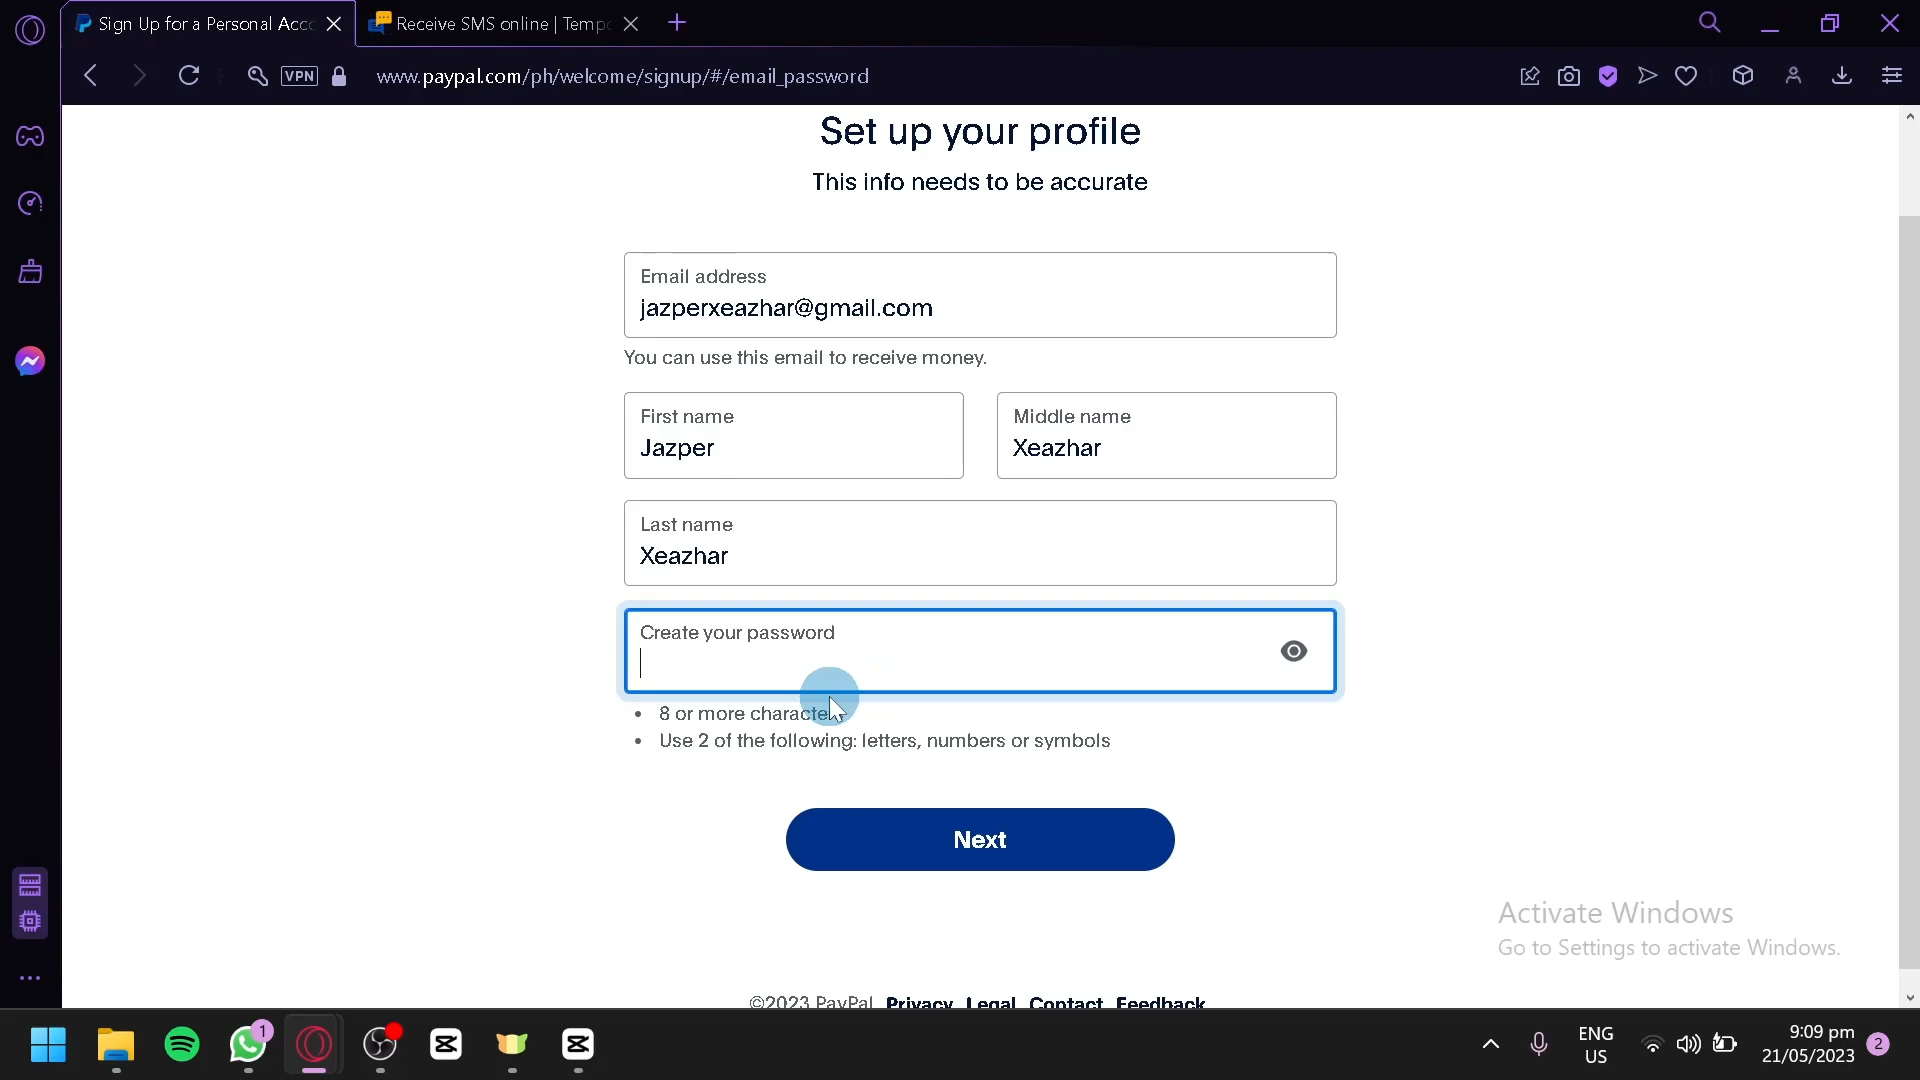 Sign Up for a Personal Acc
Receive SMS online | Temp
VPN
www.paypal.com/ph/welcome/signup/#/email_password
Set up your profile
This info needs to be accurate
Email address
jazperxeazhar@gmail.com
You can use this email to receive money.
First name
Jazper
Middle name
Xeazhar
Last name
Xeazhar
Create your password
• 8 or more characte
• Use 2 of the following: letters, numbers or symbols
Next
Activate Windows
Go to Settings to activate Windows.
©2023 PayPal Privacy Legal Contact Feedback
1
ENG
US
9:09 pm
21/05/2023
2